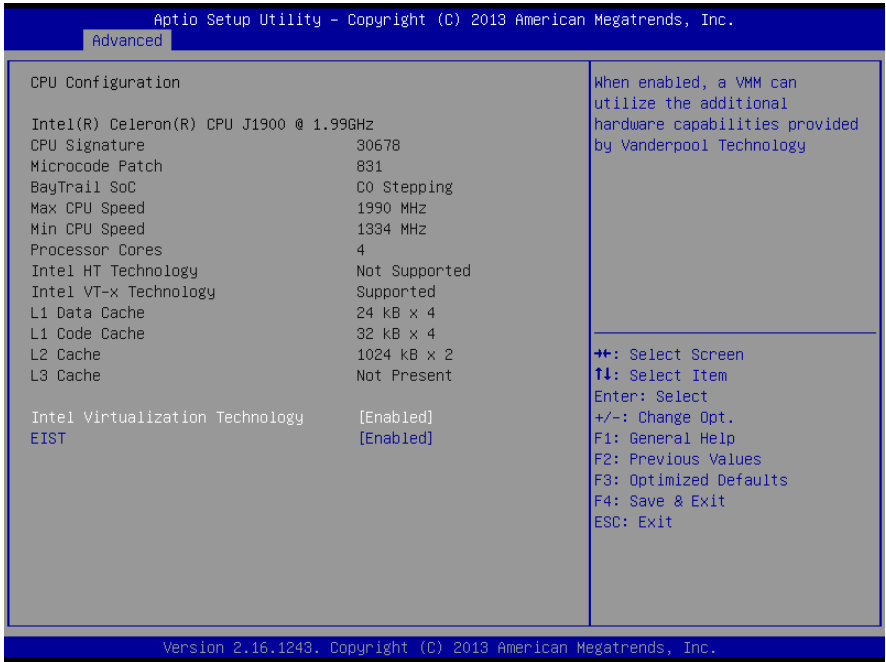 Aptio Setup Utility – Copyright (C) 2013 American Megatrends, Inc.
Advanced
CPU Configuration
Intel(R) Celeron(R) CPU J1900 @ 1.99GHz
CPU Signature 30678
Microcode Patch 831
BayTrail SoC C0 Stepping
Max CPU Speed 1990 MHz
Min CPU Speed 1334 MHz
Processor Cores 4
Intel HT Technology Not Supported
Intel VT-x Technology Supported
L1 Data Cache 24 kB x 4
L1 Code Cache 32 kB x 4
L2 Cache 1024 kB x 2
L3 Cache Not Present
Intel Virtualization Technology [Enabled]
EIST [Enabled]
When enabled, a VMM can
utilize the additional
hardware capabilities provided
by Vanderpool Technology
→←: Select Screen
↑↓: Select Item
Enter: Select
+/-: Change Opt.
F1: General Help
F2: Previous Values
F3: Optimized Defaults
F4: Save & Exit
ESC: Exit
Version 2.16.1243. Copyright (C) 2013 American Megatrends, Inc.